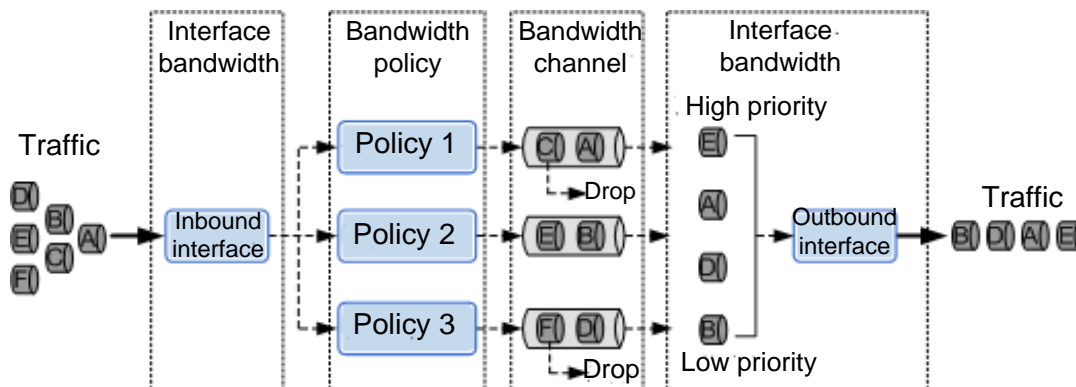 Interface
bandwidth
Bandwidth
policy
Bandwidth
channel
Interface
bandwidth
Traffic
D
B
E
A
C
F
Inbound
interface
Policy 1
Policy 2
Policy 3
C A
Drop
E B
F D
Drop
High priority
E
A
D
B
Low priority
Outbound
interface
Traffic
B D A E